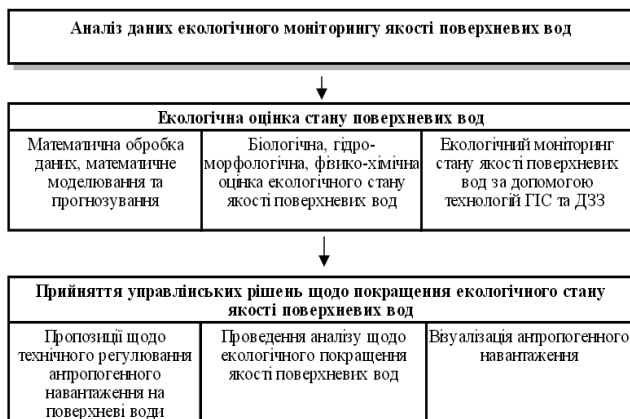 Аналіз даних екологічного моніторингу якості поверхневих вод
Екологічна оцінка стану поверхневих вод
Математична обробка
даних, математичне
моделювання та
прогнозування
Біологічна, гідро-
морфологічна, фізико-хімічна
оцінка екологічного стану
якості поверхневих вод
Екологічний моніторинг
стану якості поверхневих
вод за допомогою
технологій ГІС та ДЗЗ
Прийняття управлінських рішень щодо покращення екологічного стану
якості поверхневих вод
Пропозиції щодо
технічного регулювання
антропогенного
навантаження на
поверхневі води
Проведення аналізу щодо
екологічного покращення
якості поверхневих вод
Візуалізація антропогенного
навантаження